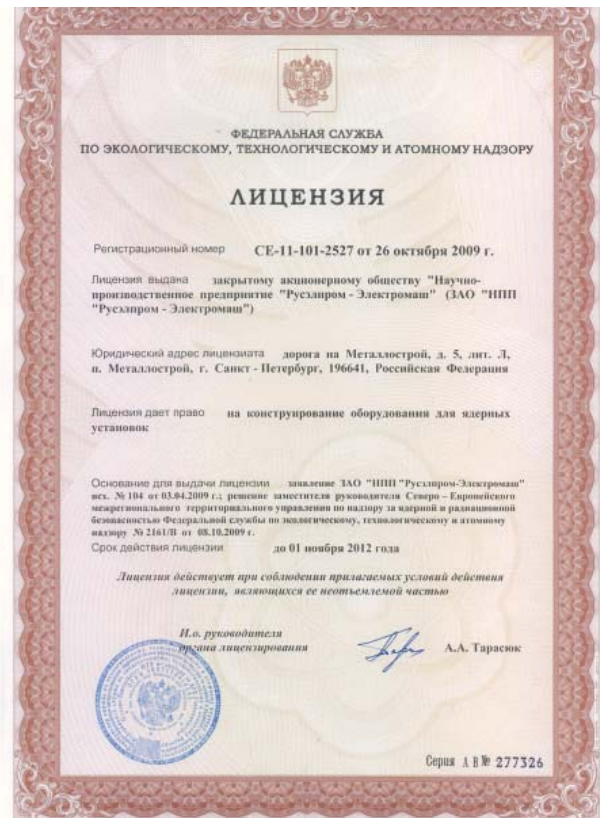 ФЕДЕРАЛЬНАЯ СЛУЖБА
ПО ЭКОЛОГИЧЕСКОМУ, ТЕХНОЛОГИЧЕСКОМУ И АТОМНОМУ НАДЗОРУ
ЛИЦЕНЗИЯ
Регистрационный номер СЕ-11-101-2527 от 26 октября 2009 г.
Лицензия выдана закрытому акционерному обществу "Научно-
производственное предприятие "Русэлпром - Электромаш" (ЗАО "НПП
"Русэлпром - Электромаш")
Юридический адрес лицензиата дорога на Металлострой, д. 5, лит. Л,
п. Металлострой, г. Санкт - Петербург, 196641, Российская Федерация
Лицензия дает право на конструирование оборудования для ядерных
установок
Основание для выдачи лицензии заявление ЗАО "НПП "Русэлпром-Электромаш"
исх. № 104 от 03.04.2009 г.; решение заместителя руководителя Северо – Европейского
межрегионального территориального управления по надзору за ядерной и радиационной
безопасностью Федеральной службы по экологическому, технологическому и атомному
надзору № 2161/В от 08.10.2009 г.
Срок действия лицензии до 01 ноября 2012 года
Лицензия действует при соблюдении прилагаемых условий действия
лицензии, являющихся ее неотъемлемой частью
И.о. руководителя
органа лицензирования А.А. Тарасюк
Серия А В № 277326